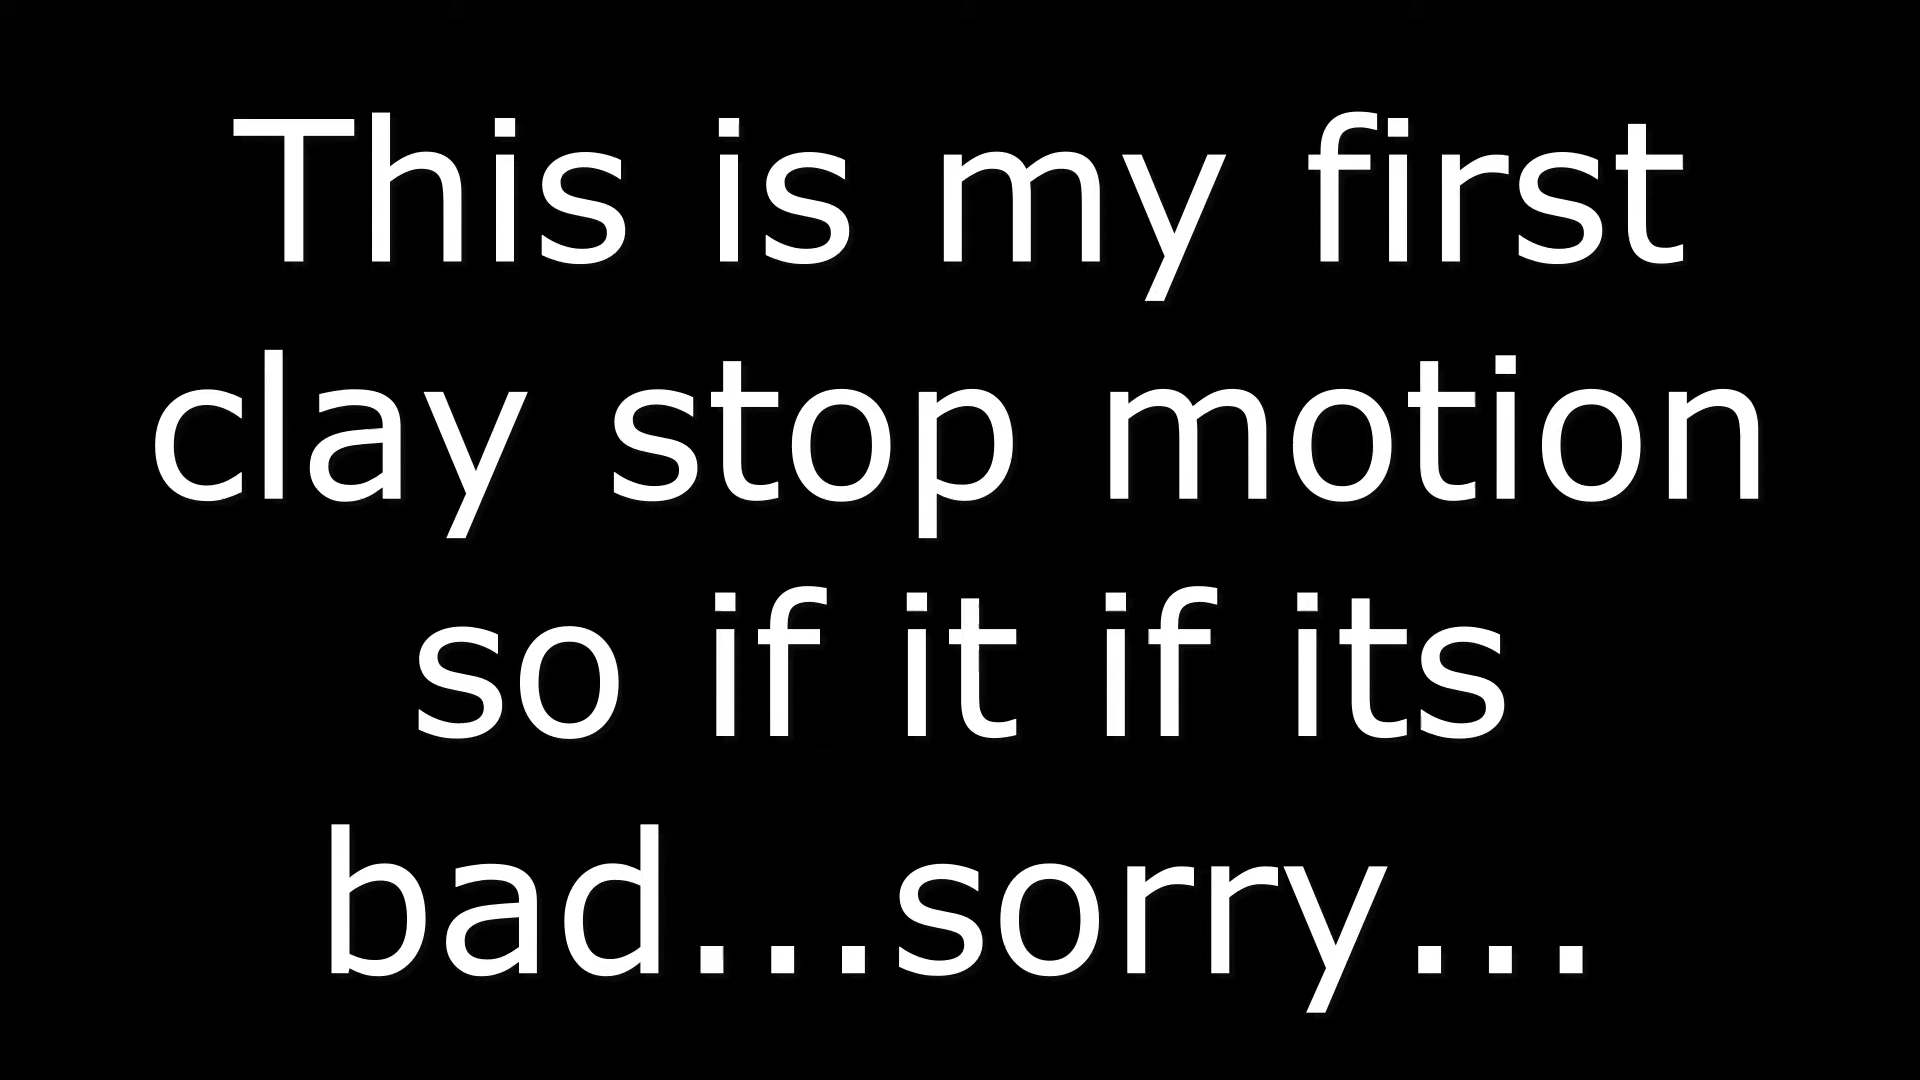 This is my first
clay stop motion
so if it if its
bad...sorry...